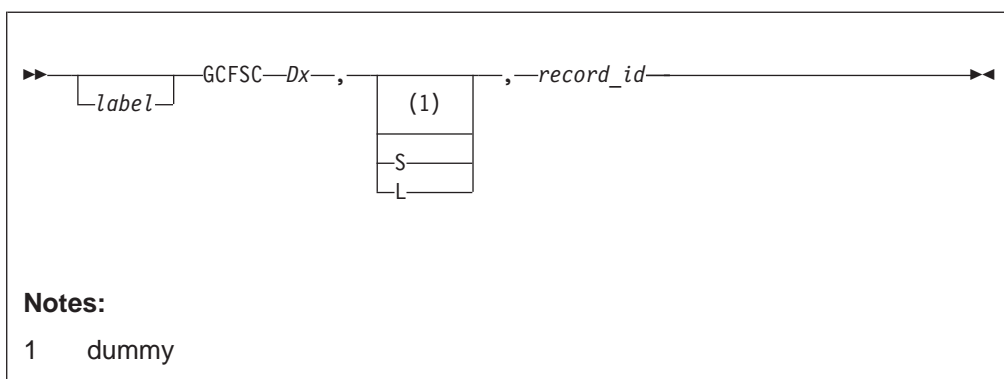 GCFSC Dx , , record_id
label (1)
S
L
Notes:
1 dummy